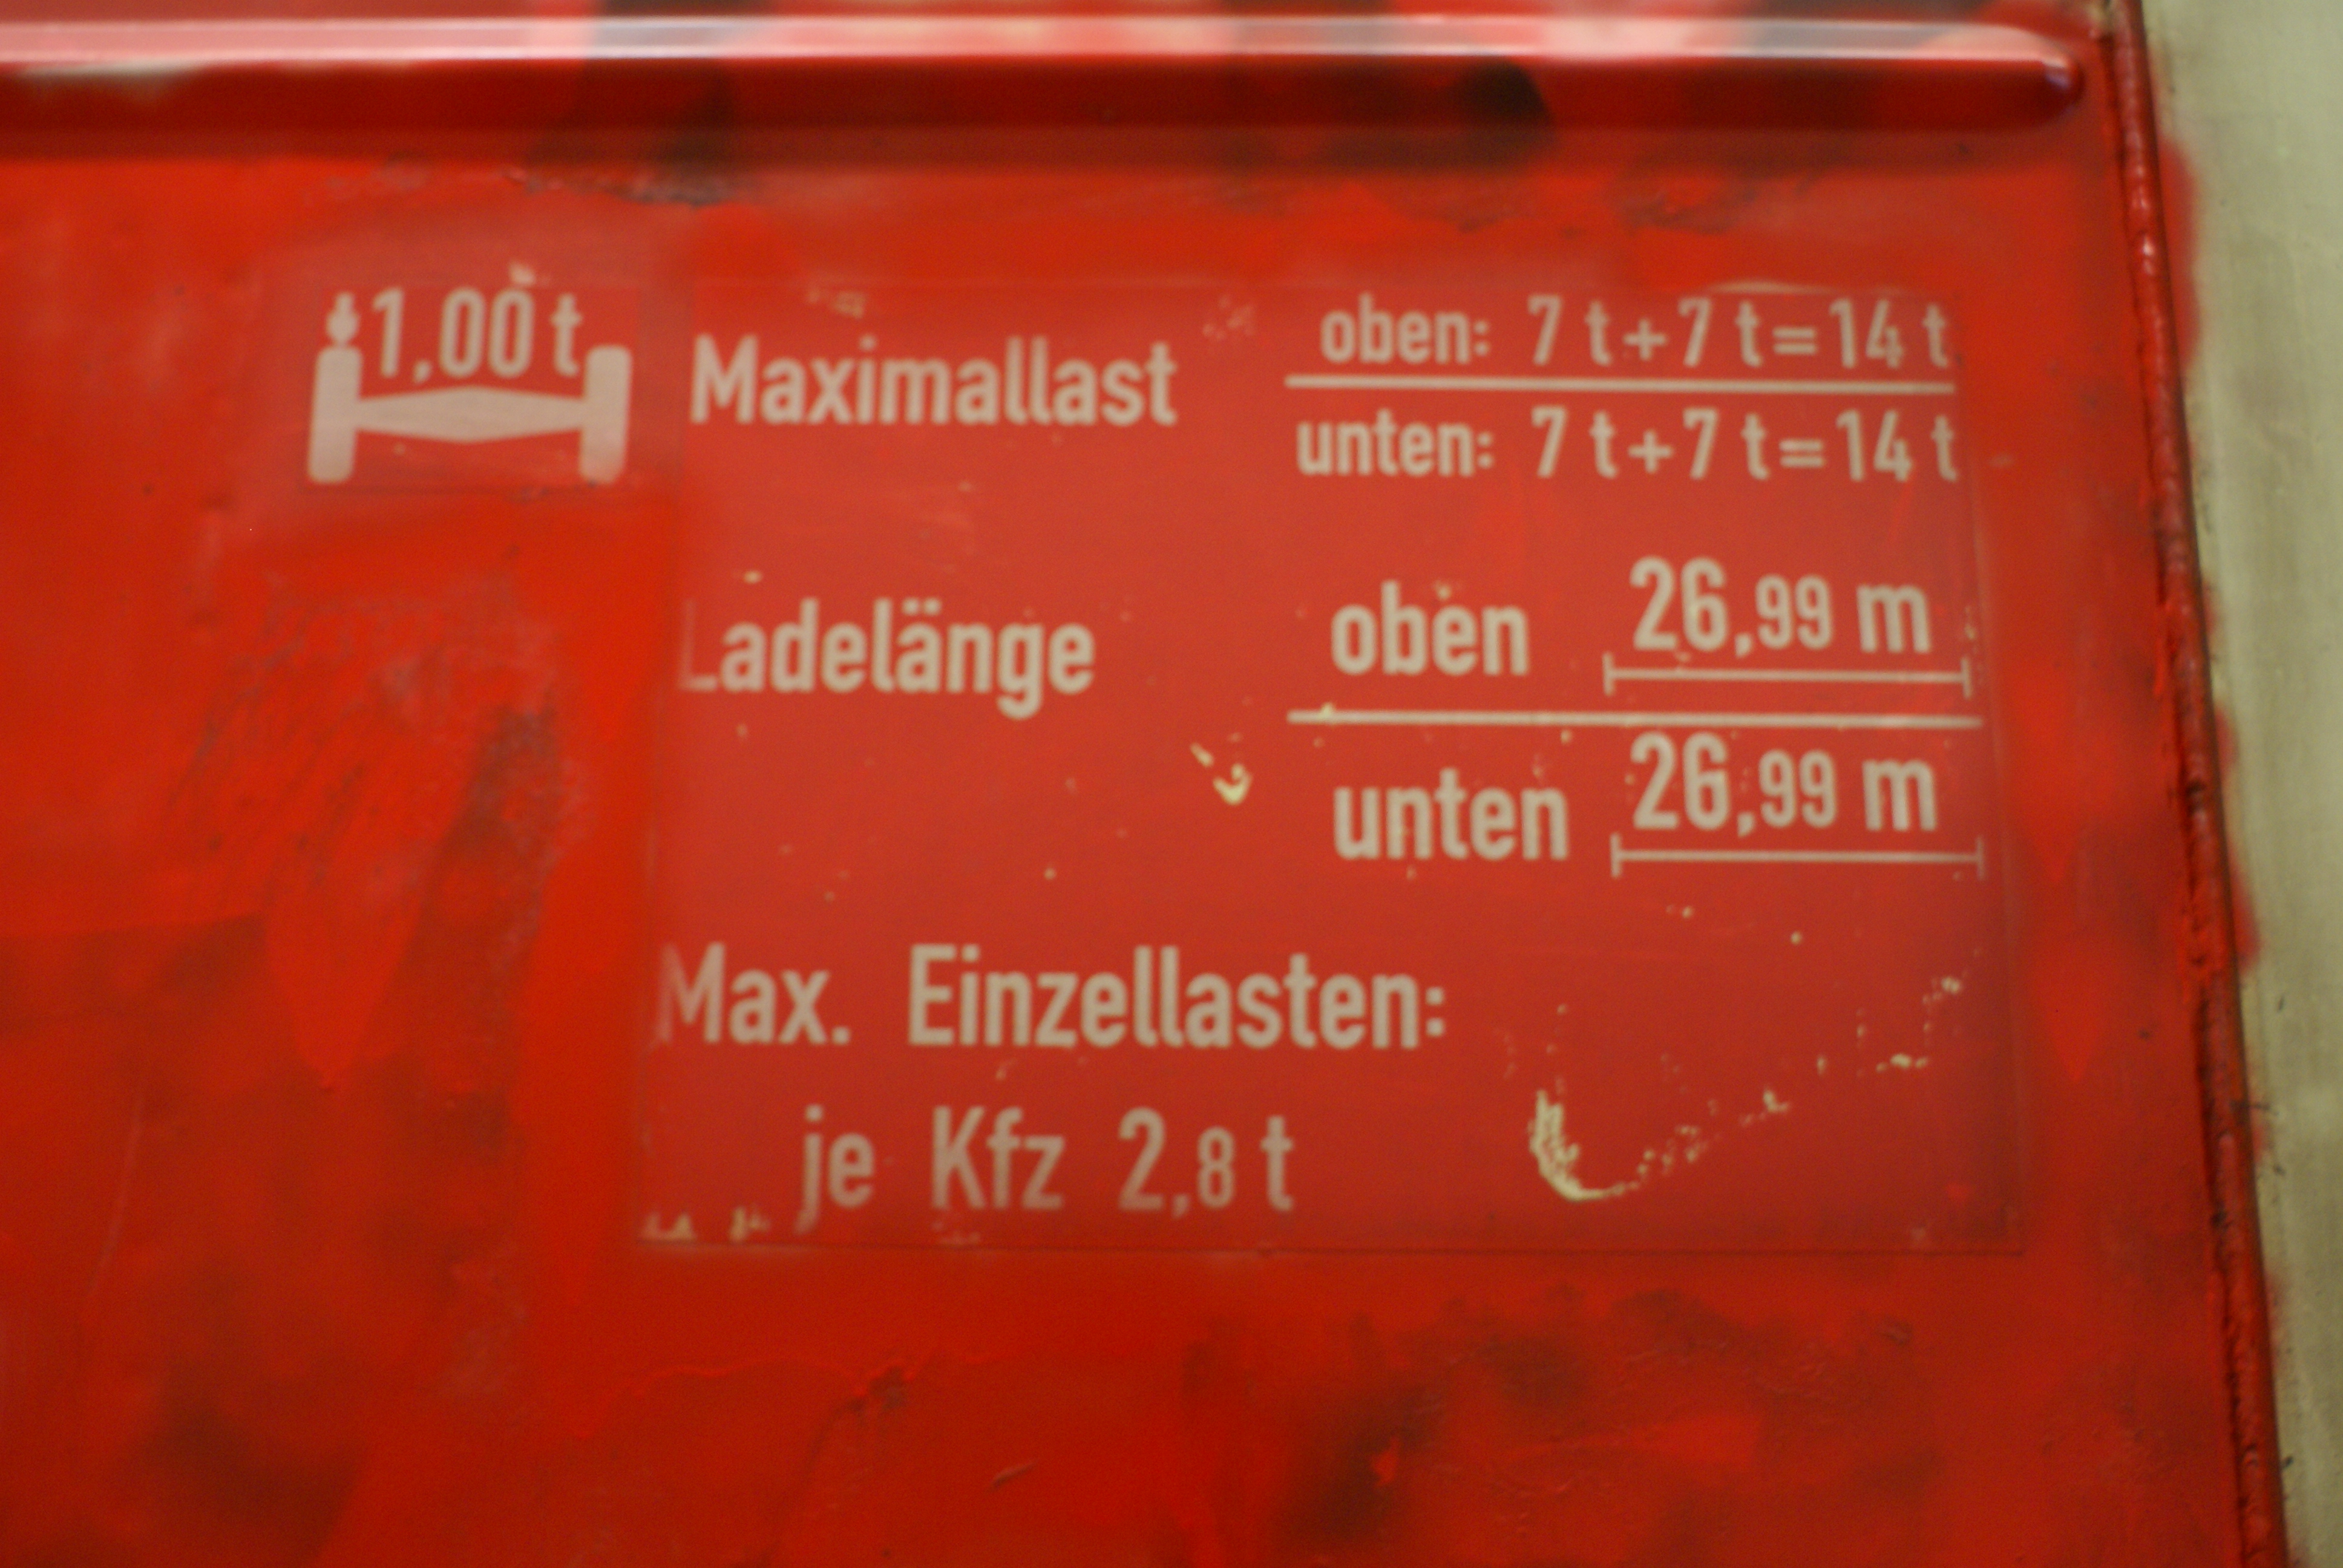 1,00 t
Maximallast
oben: 7 t + 7 t = 14 t
unten: 7 t + 7 t = 14 t
Ladelänge
oben 26,99 m
unten 26,99 m
Max. Einzellasten:
je Kfz 2,8 t